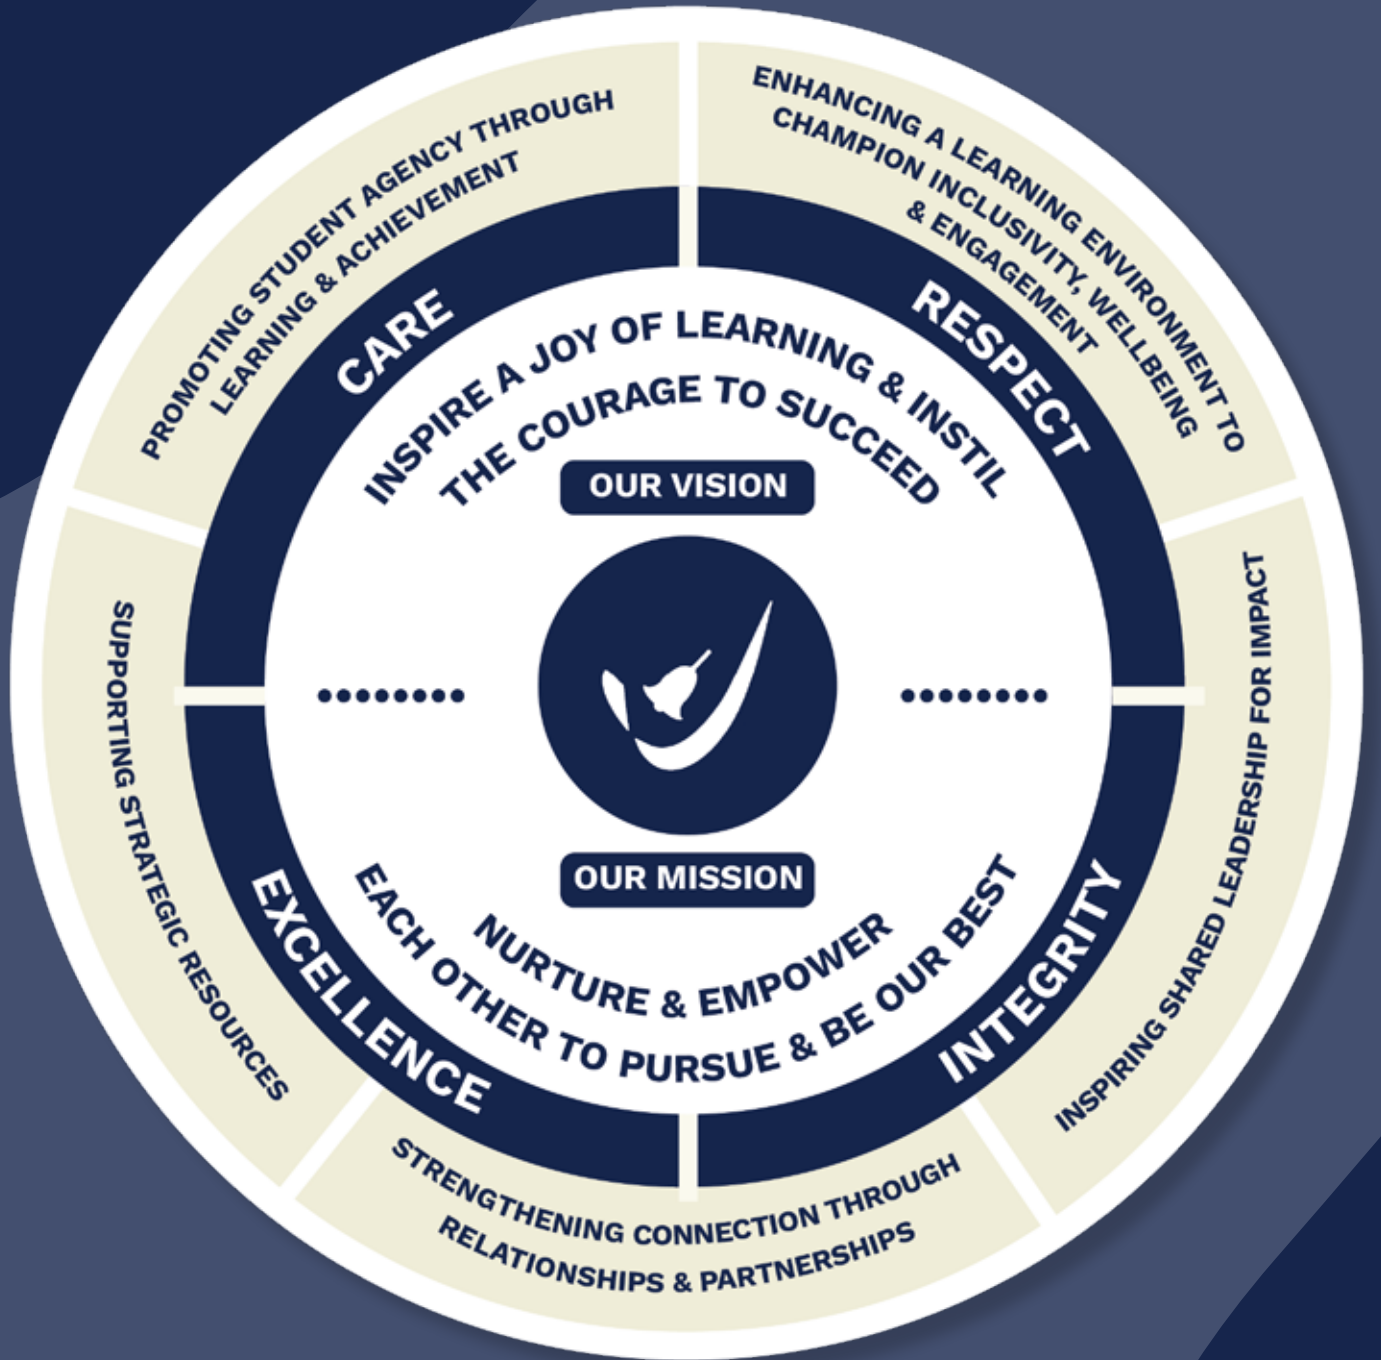 PROMOTING STUDENT AGENCY THROUGH
LEARNING & ACHIEVEMENT
ENHANCING A LEARNING ENVIRONMENT TO
CHAMPION INCLUSIVITY, WELLBEING
& ENGAGEMENT
CARE
RESPECT
INSPIRE A JOY OF LEARNING & INSTIL
THE COURAGE TO SUCCEED
OUR VISION
OUR MISSION
NURTURE & EMPOWER
EACH OTHER TO PURSUE & BE OUR BEST
EXCELLENCE
INTEGRITY
SUPPORTING STRATEGIC RESOURCES
INSPIRING SHARED LEADERSHIP FOR IMPACT
STRENGTHENING CONNECTION THROUGH
RELATIONSHIPS & PARTNERSHIPS